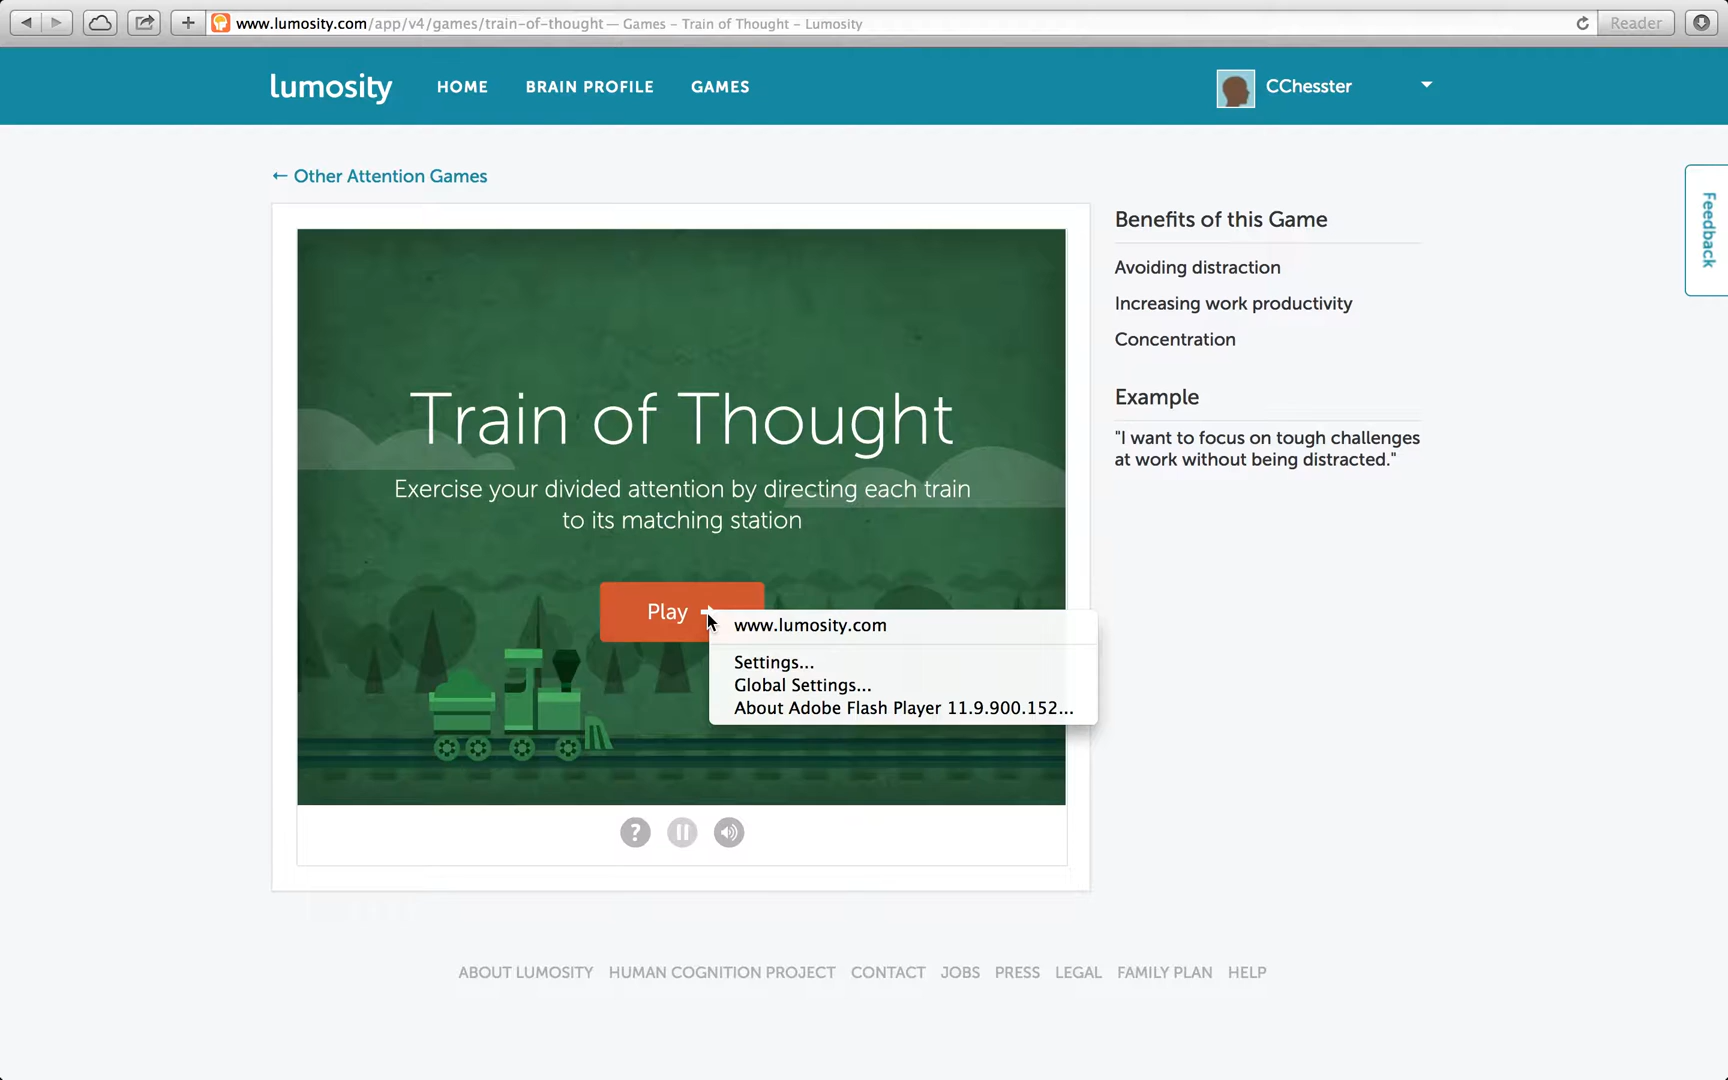 www.lumosity.com/app/v4/games/train-of-thought — Games – Train of Thought – Lumosity
Reader
lumosity
HOME
BRAIN PROFILE
GAMES
CChesster
← Other Attention Games
Feedback
Train of Thought
Exercise your divided attention by directing each train
to its matching station
Play
www.lumosity.com
Settings...
Global Settings...
About Adobe Flash Player 11.9.900.152...
?
Benefits of this Game
Avoiding distraction
Increasing work productivity
Concentration
Example
"I want to focus on tough challenges
at work without being distracted."
ABOUT LUMOSITY HUMAN COGNITION PROJECT CONTACT JOBS PRESS LEGAL FAMILY PLAN HELP